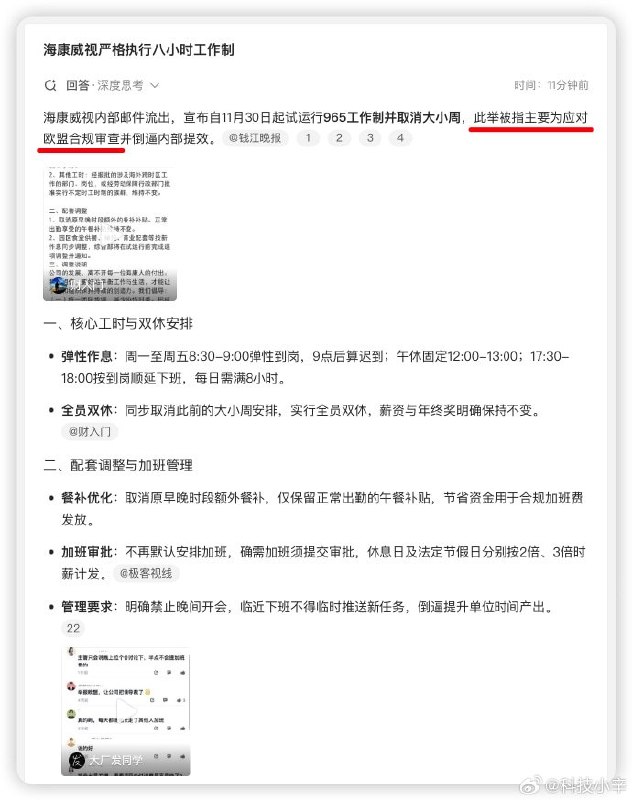 海康威视严格执行八小时工作制
回答·深度思考
时间：11分钟前
海康威视内部邮件流出，宣布自11月30日起试运行965工作制并取消大小周，此举被指主要为应对
欧盟合规审查并倒逼内部提效。 @钱江晚报 1 2 3 4
二、配套调整
三、调整说明
一、核心工时与双休安排
• 弹性作息：周一至周五8:30-9:00弹性到岗，9点后算迟到；午休固定12:00-13:00；17:30-
18:00按到岗顺延下班，每日需满8小时。
• 全员双休：同步取消此前的大小周安排，实行全员双休，薪资与年终奖明确保持不变。
@财入门
二、配套调整与加班管理
• 餐补优化：取消原早晚时段额外餐补，仅保留正常出勤的午餐补贴，节省资金用于合规加班费
发放。
• 加班审批：不再默认安排加班，确需加班须提交审批，休息日及法定节假日分别按2倍、3倍时
薪计发。 @极客视线
• 管理要求：明确禁止晚间开会，临近下班不得临时推送新任务，倒逼提升单位时间产出。
22
大厂发同学
@科技小辛